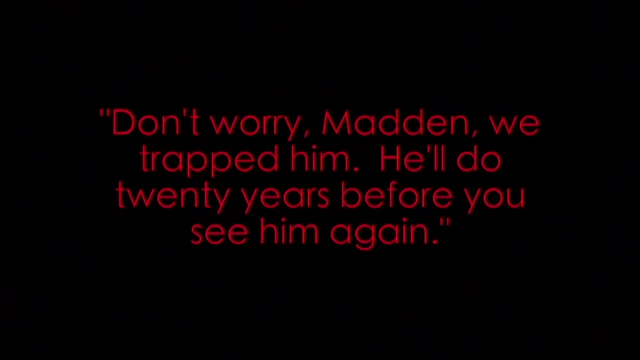 "Don't worry, Madden, we
trapped him.  He'll do
twenty years before you
see him again."